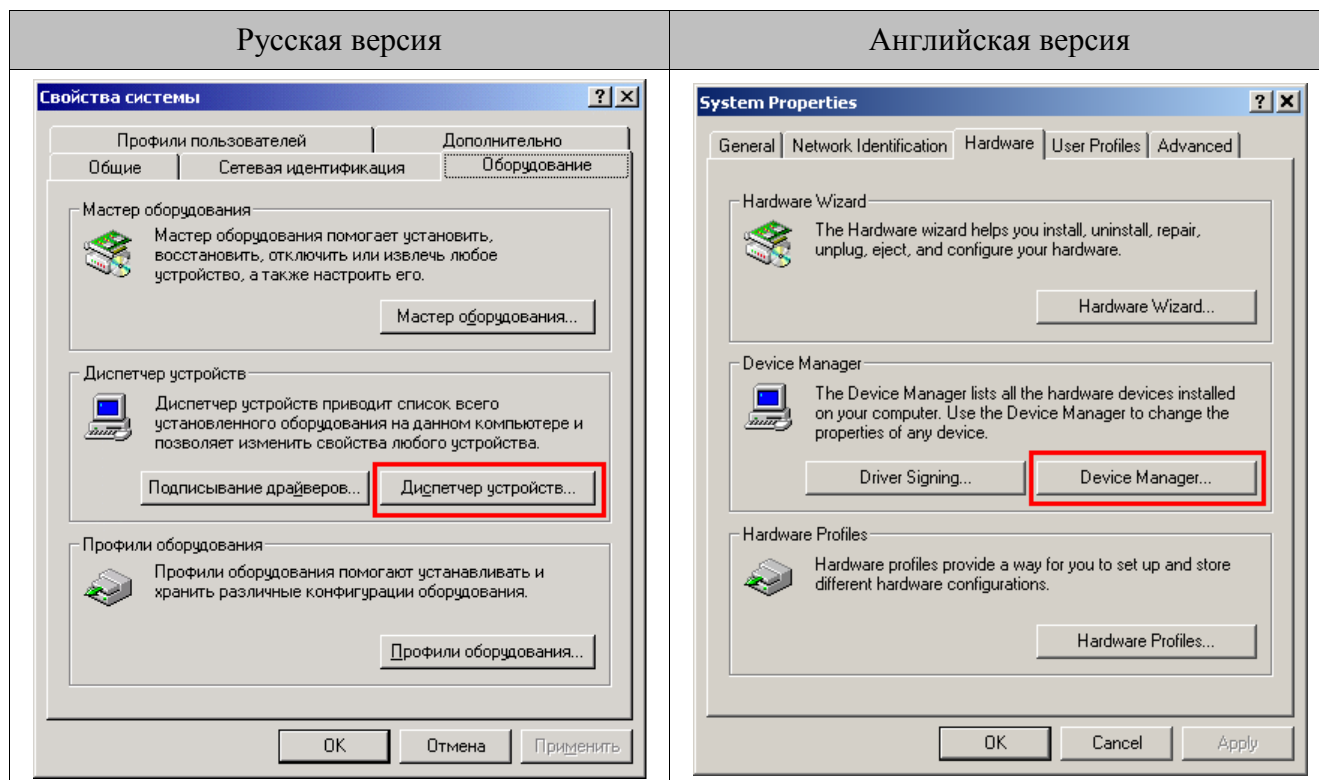 Русская версия
Английская версия
Свойства системы
Профили пользователей
Дополнительно
Общие
Сетевая идентификация
Оборудование
Мастер оборудования
Мастер оборудования помогает установить,
восстановить, отключить или извлечь любое
устройство, а также настроить его.
Мастер оборудования...
Диспетчер устройств
Диспетчер устройств приводит список всего
установленного оборудования на данном компьютере и
позволяет изменить свойства любого устройства.
Подписывание драйверов...
Диспетчер устройств...
Профили оборудования
Профили оборудования помогают устанавливать и
хранить различные конфигурации оборудования.
Профили оборудования...
OK
Отмена
Применить
System Properties
General
Network Identification
Hardware
User Profiles
Advanced
Hardware Wizard
The Hardware wizard helps you install, uninstall, repair,
unplug, eject, and configure your hardware.
Hardware Wizard...
Device Manager
The Device Manager lists all the hardware devices installed
on your computer. Use the Device Manager to change the
properties of any device.
Driver Signing...
Device Manager...
Hardware Profiles
Hardware profiles provide a way for you to set up and store
different hardware configurations.
Hardware Profiles...
OK
Cancel
Apply